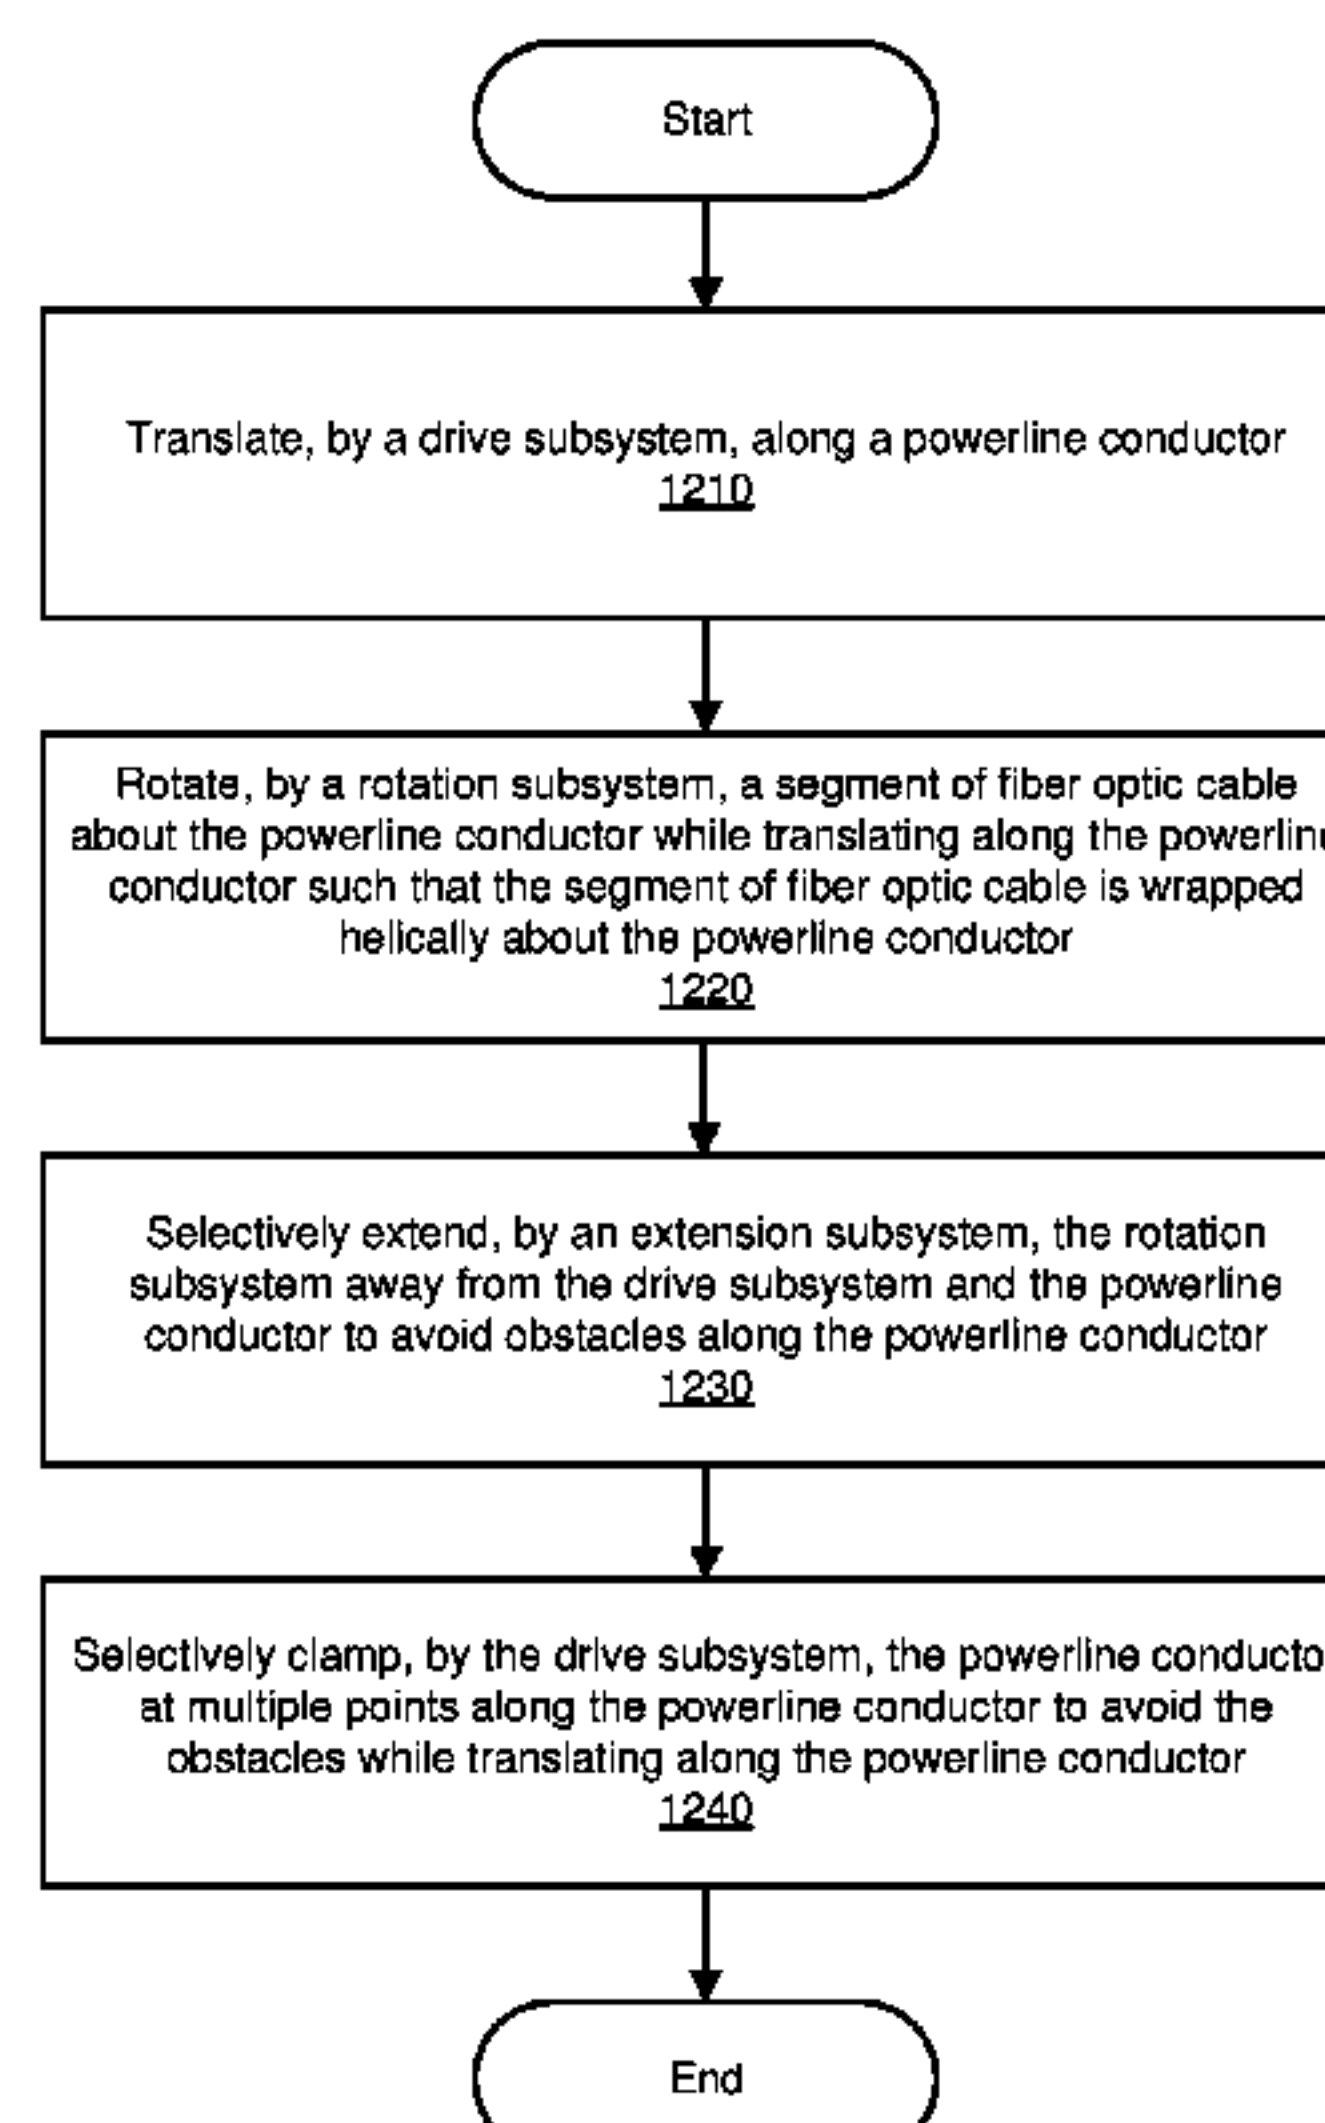 Start
Translate, by a drive subsystem, along a powerline conductor
1210
Rotate, by a rotation subsystem, a segment of fiber optic cable
about the powerline conductor while translating along the powerline
conductor such that the segment of fiber optic cable is wrapped
helically about the powerline conductor
1220
Selectively extend, by an extension subsystem, the rotation
subsystem away from the drive subsystem and the powerline
conductor to avoid obstacles along the powerline conductor
1230
Selectively clamp, by the drive subsystem, the powerline conducto
at multiple points along the powerline conductor to avoid the
obstacles while translating along the powerline conductor
1240
End